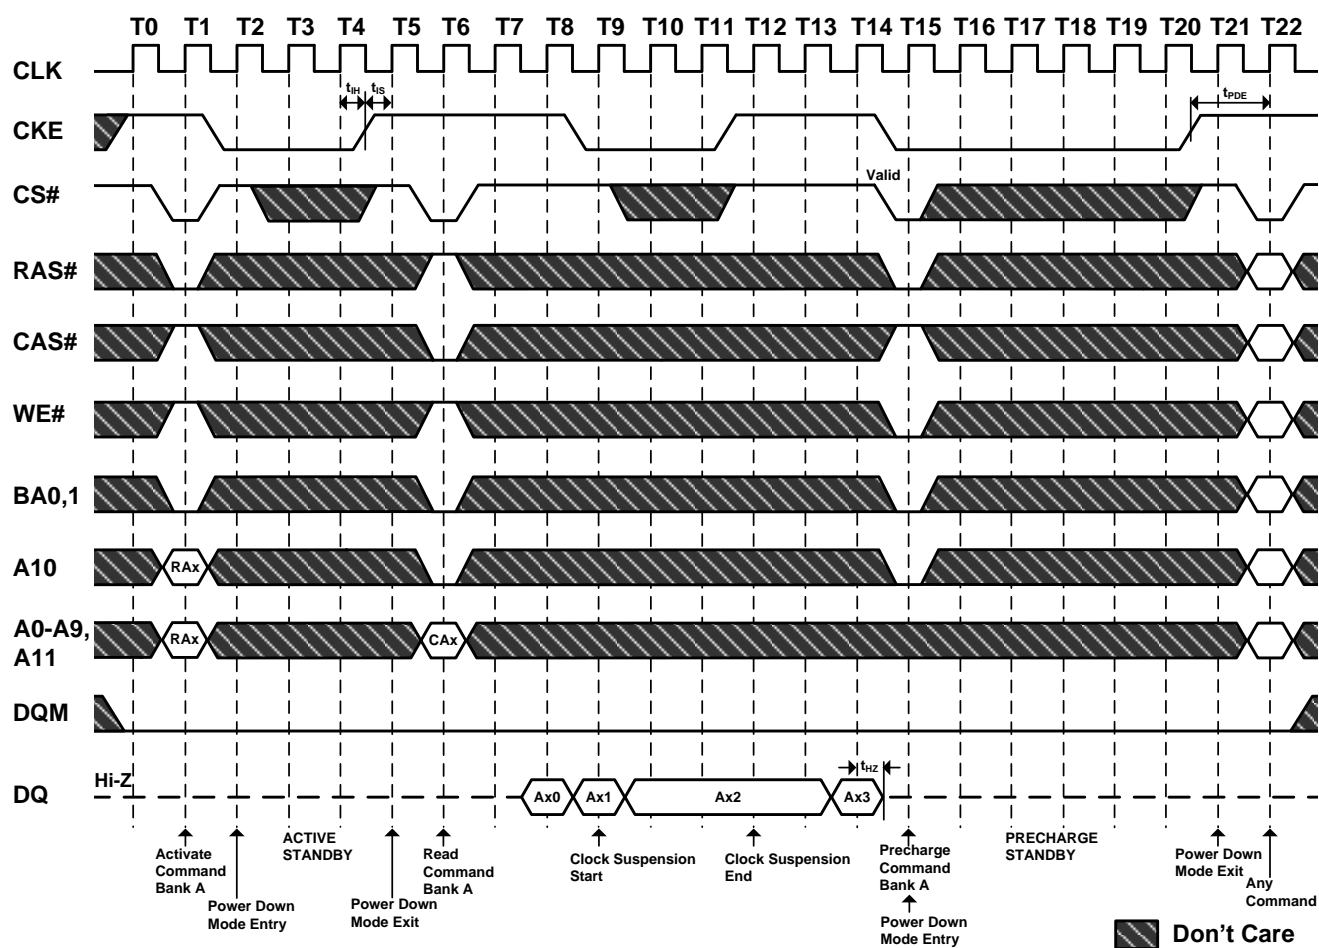 T0 T1 T2 T3 T4 T5 T6 T7 T8 T9 T10 T11 T12 T13 T14 T15 T16 T17 T18 T19 T20 T21 T22
CLK
tIH tIS tPDE
CKE
CS#
Valid
RAS#
CAS#
WE#
BA0,1
A10
RAx
A0-A9,
A11
RAx CAx
DQM
DQ
Hi-Z
Ax0 Ax1 Ax2 Ax3
tHZ
Activate
Command
Bank A
Power Down
Mode Entry
ACTIVE
STANDBY
Power Down
Mode Exit
Read
Command
Bank A
Clock Suspension
Start
Clock Suspension
End
Precharge
Command
Bank A
Power Down
Mode Entry
PRECHARGE
STANDBY
Power Down
Mode Exit
Any
Command
Don't Care